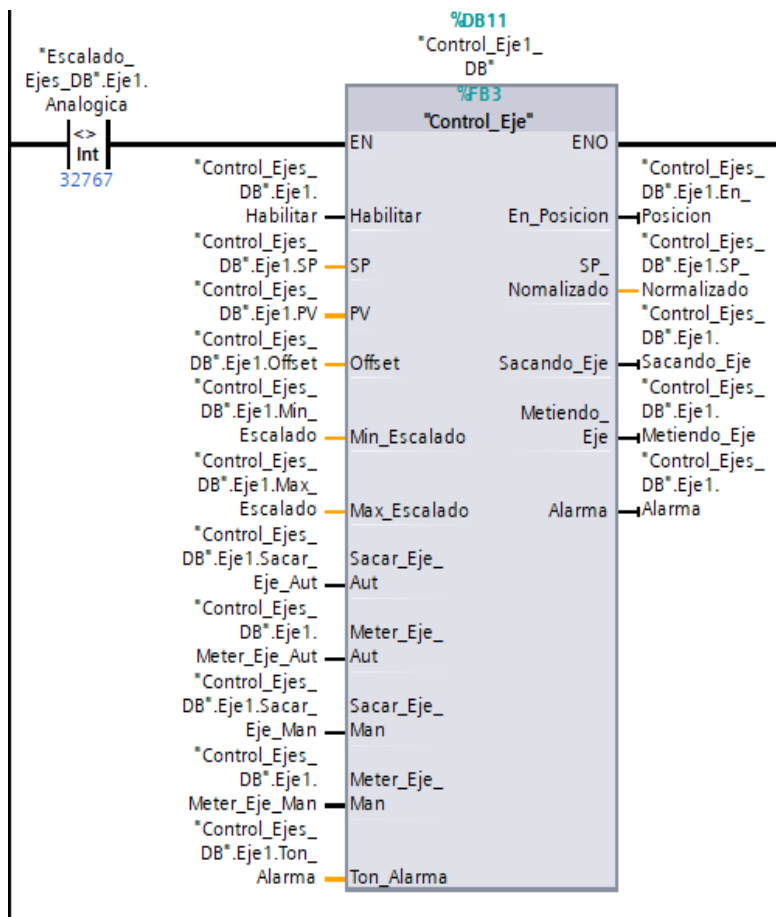 %DB11
"Control_Eje1_
DB"
"Escalado_
Ejes_DB".Eje1.
Analogica
<>
Int
32767
%FB3
"Control_Eje"
EN
ENO
"Control_Ejes_
DB".Eje1.
Habilitar
Habilitar
"Control_Ejes_
DB".Eje1.SP
SP
"Control_Ejes_
DB".Eje1.PV
PV
"Control_Ejes_
DB".Eje1.Offset
Offset
"Control_Ejes_
DB".Eje1.Min_
Escalado
Min_Escalado
"Control_Ejes_
DB".Eje1.Max_
Escalado
Max_Escalado
"Control_Ejes_
DB".Eje1.Sacar_
Eje_Aut
Sacar_Eje_
Aut
"Control_Ejes_
DB".Eje1.
Meter_Eje_Aut
Meter_Eje_
Aut
"Control_Ejes_
DB".Eje1.Sacar_
Eje_Man
Sacar_Eje_
Man
"Control_Ejes_
DB".Eje1.
Meter_Eje_Man
Meter_Eje_
Man
"Control_Ejes_
DB".Eje1.Ton_
Alarma
Ton_Alarma
En_Posicion
"Control_Ejes_
DB".Eje1.En_
Posicion
SP_
Nomalizado
"Control_Ejes_
DB".Eje1.SP_
Normalizado
Sacando_Eje
"Control_Ejes_
DB".Eje1.
Sacando_Eje
Metiendo_
Eje
"Control_Ejes_
DB".Eje1.
Metiendo_Eje
Alarma
"Control_Ejes_
DB".Eje1.
Alarma